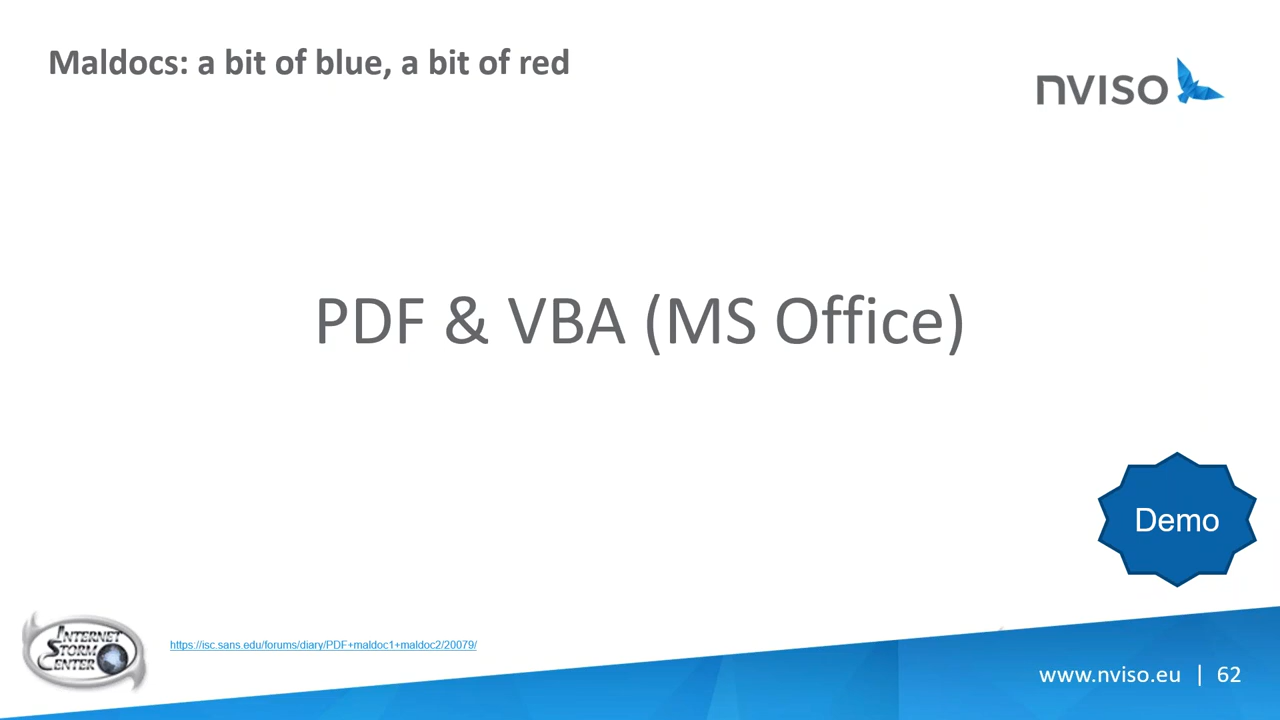 Maldocs: a bit of blue, a bit of red
nviso
PDF & VBA (MS Office)
Demo
INTERNET
STORM
CENTER
https://isc.sans.edu/forums/diary/PDF+maldoc1+maldoc2/20079/
www.nviso.eu | 62